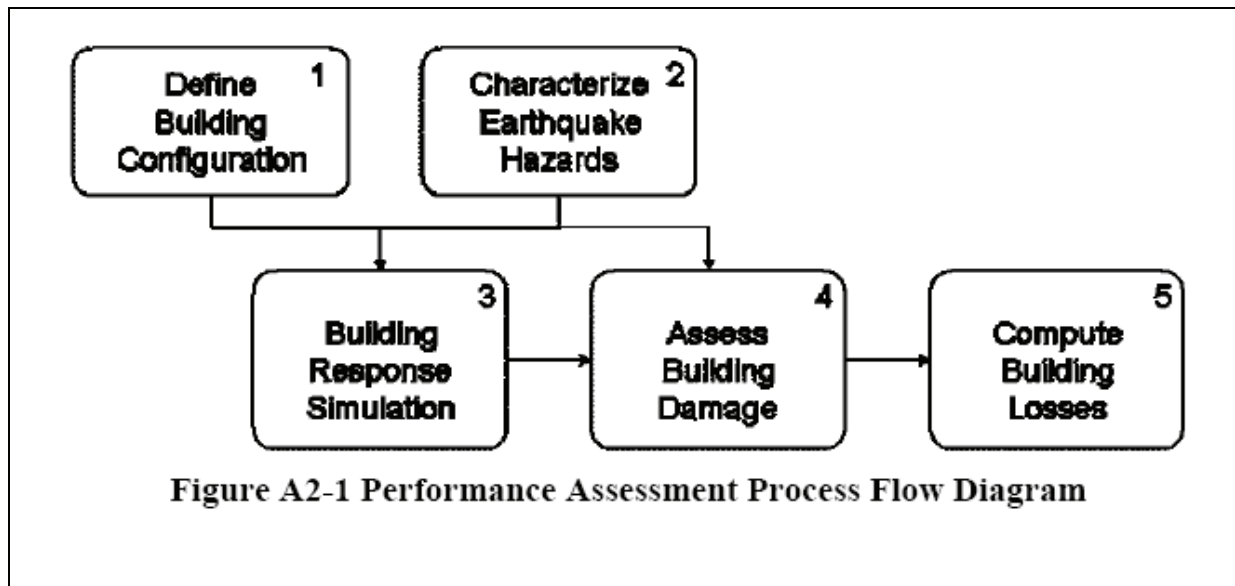 1
Define
Building
Configuration
2
Characterize
Earthquake
Hazards
3
Building
Response
Simulation
4
Assess
Building
Damage
5
Compute
Building
Losses
Figure A2-1 Performance Assessment Process Flow Diagram